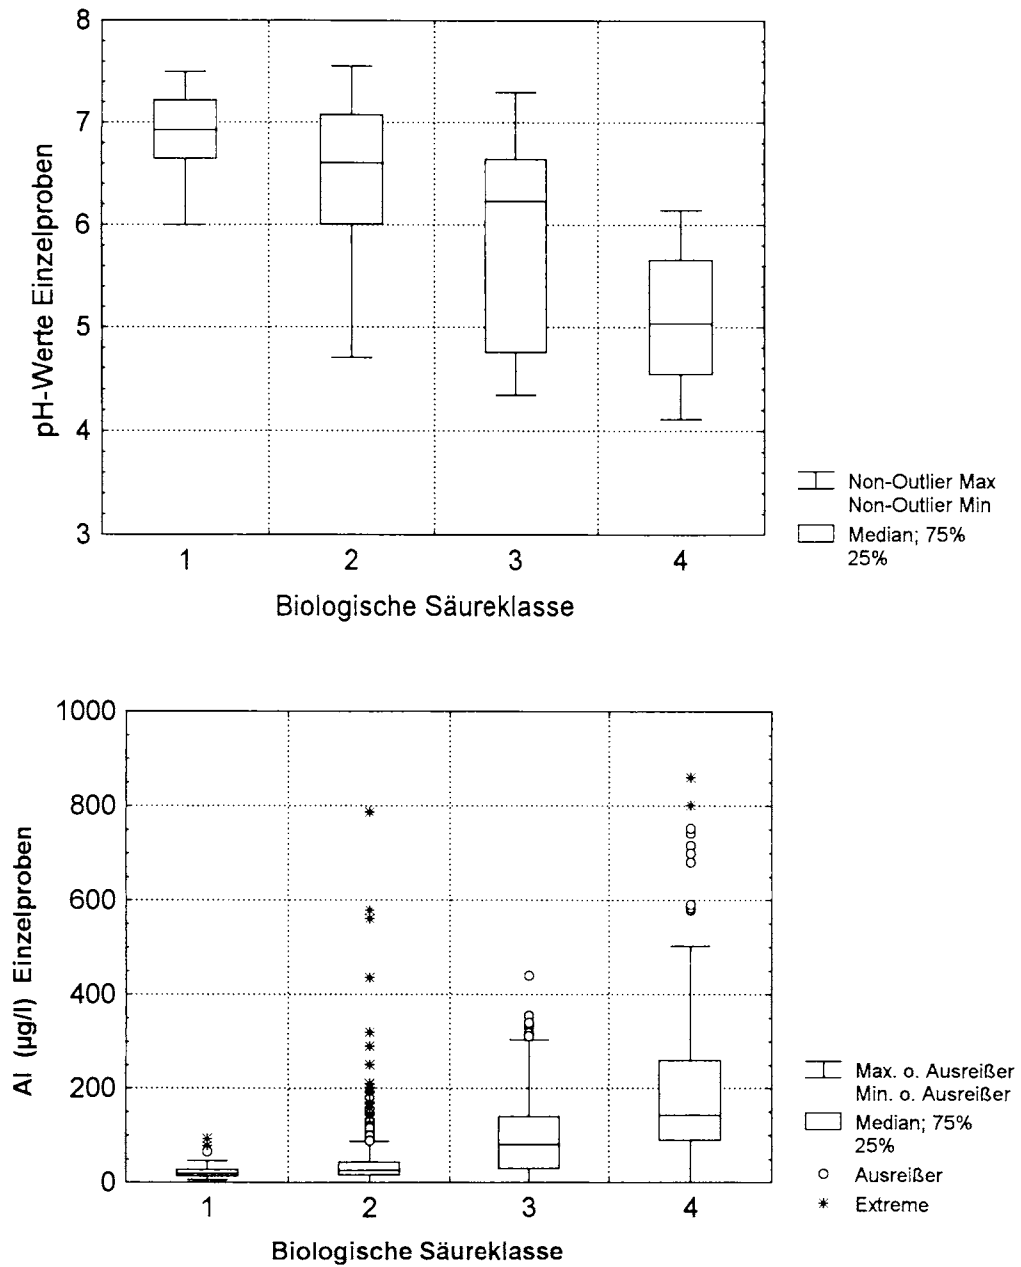 8
7
6
5
4
3
pH-Werte Einzelproben
1 2 3 4
Biologische Säureklasse
Non-Outlier Max
Non-Outlier Min
Median; 75%
25%
1000
800
600
400
200
0
Al (µg/l) Einzelproben
1 2 3 4
Biologische Säureklasse
Max. o. Ausreißer
Min. o. Ausreißer
Median; 75%
25%
Ausreißer
Extreme